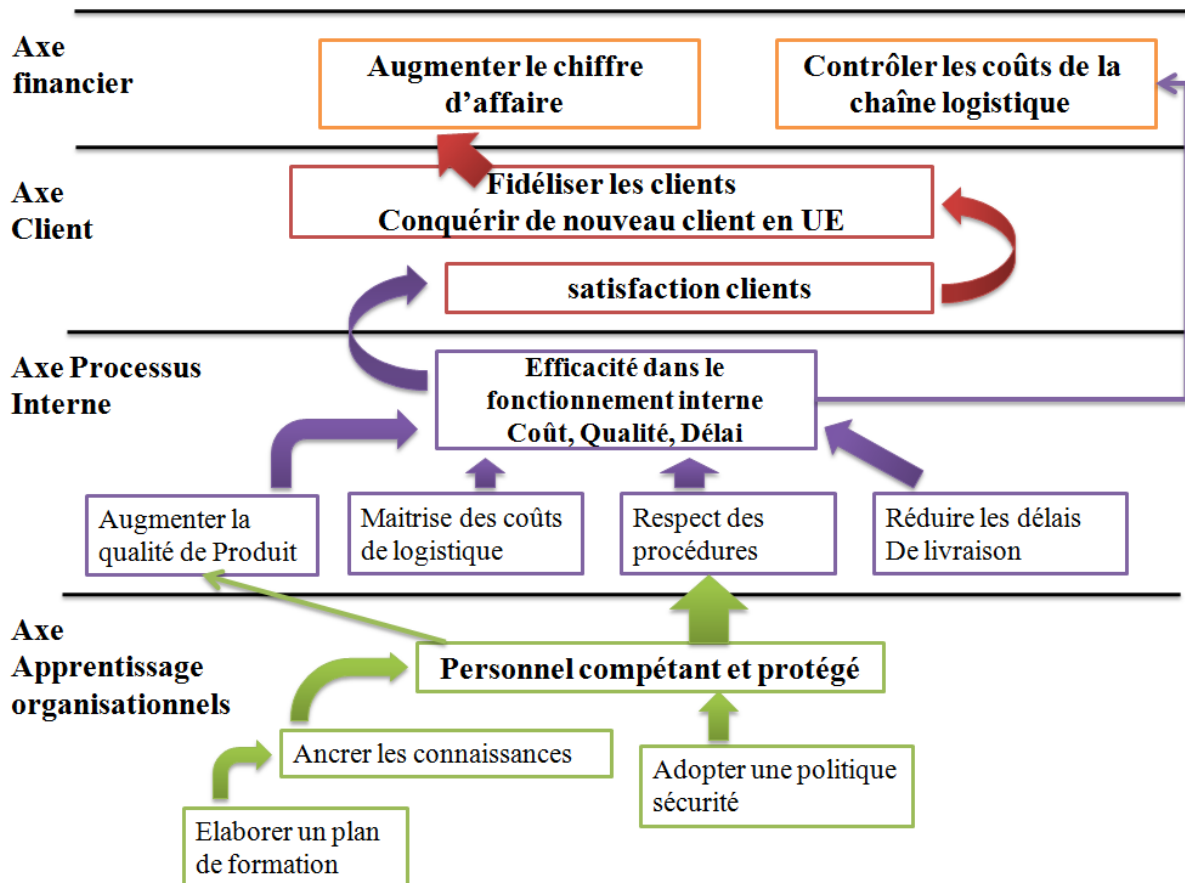 Axe
financier
Augmenter le chiffre
d'affaire
Contrôler les coûts de la
chaîne logistique
Axe
Client
Fidéliser les clients
Conquérir de nouveau client en UE
satisfaction clients
Axe Processus
Interne
Efficacité dans le
fonctionnement interne
Coût, Qualité, Délai
Augmenter la
qualité de Produit
Maitrise des coûts
de logistique
Respect des
procédures
Réduire les délais
De livraison
Axe
Apprentissage
organisationnels
Personnel compétant et protégé
Ancrer les connaissances
Adopter une politique
sécurité
Elaborer un plan
de formation